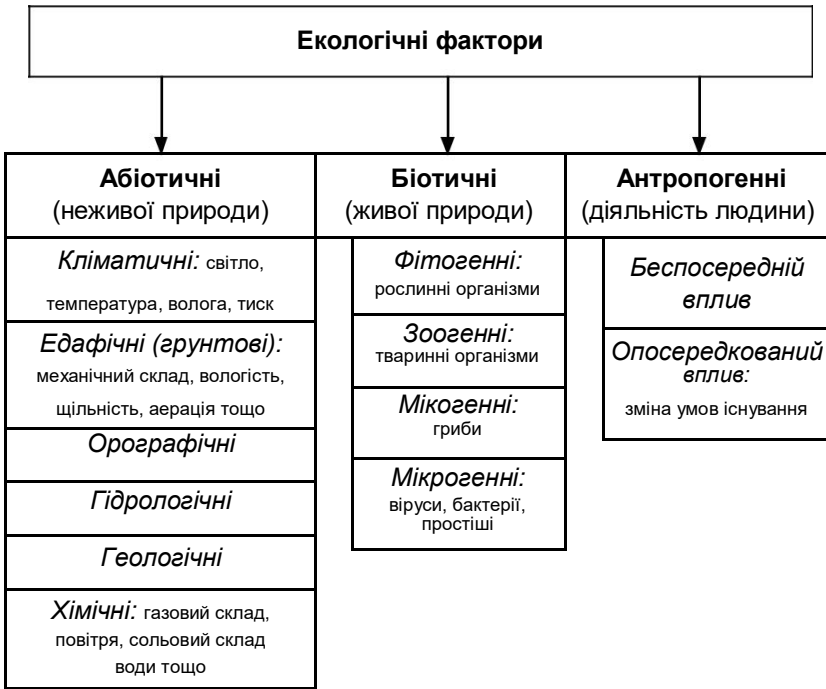 Екологічні фактори
Абіотичні
(неживої природи)
Кліматичні: світло,
температура, волога, тиск
Едафічні (грунтові):
механічний склад, вологість,
щільність, аерація тощо
Орографічні
Гідрологічні
Геологічні
Хімічні: газовий склад,
повітря, сольовий склад
води тощо
Біотичні
(живої природи)
Фітогенні:
рослинні організми
Зоогенні:
тваринні організми
Мікогенні:
гриби
Мікрогенні:
віруси, бактерії,
простіші
Антропогенні
(діяльність людини)
Беспосередній
вплив
Опосередкований
вплив:
зміна умов існування